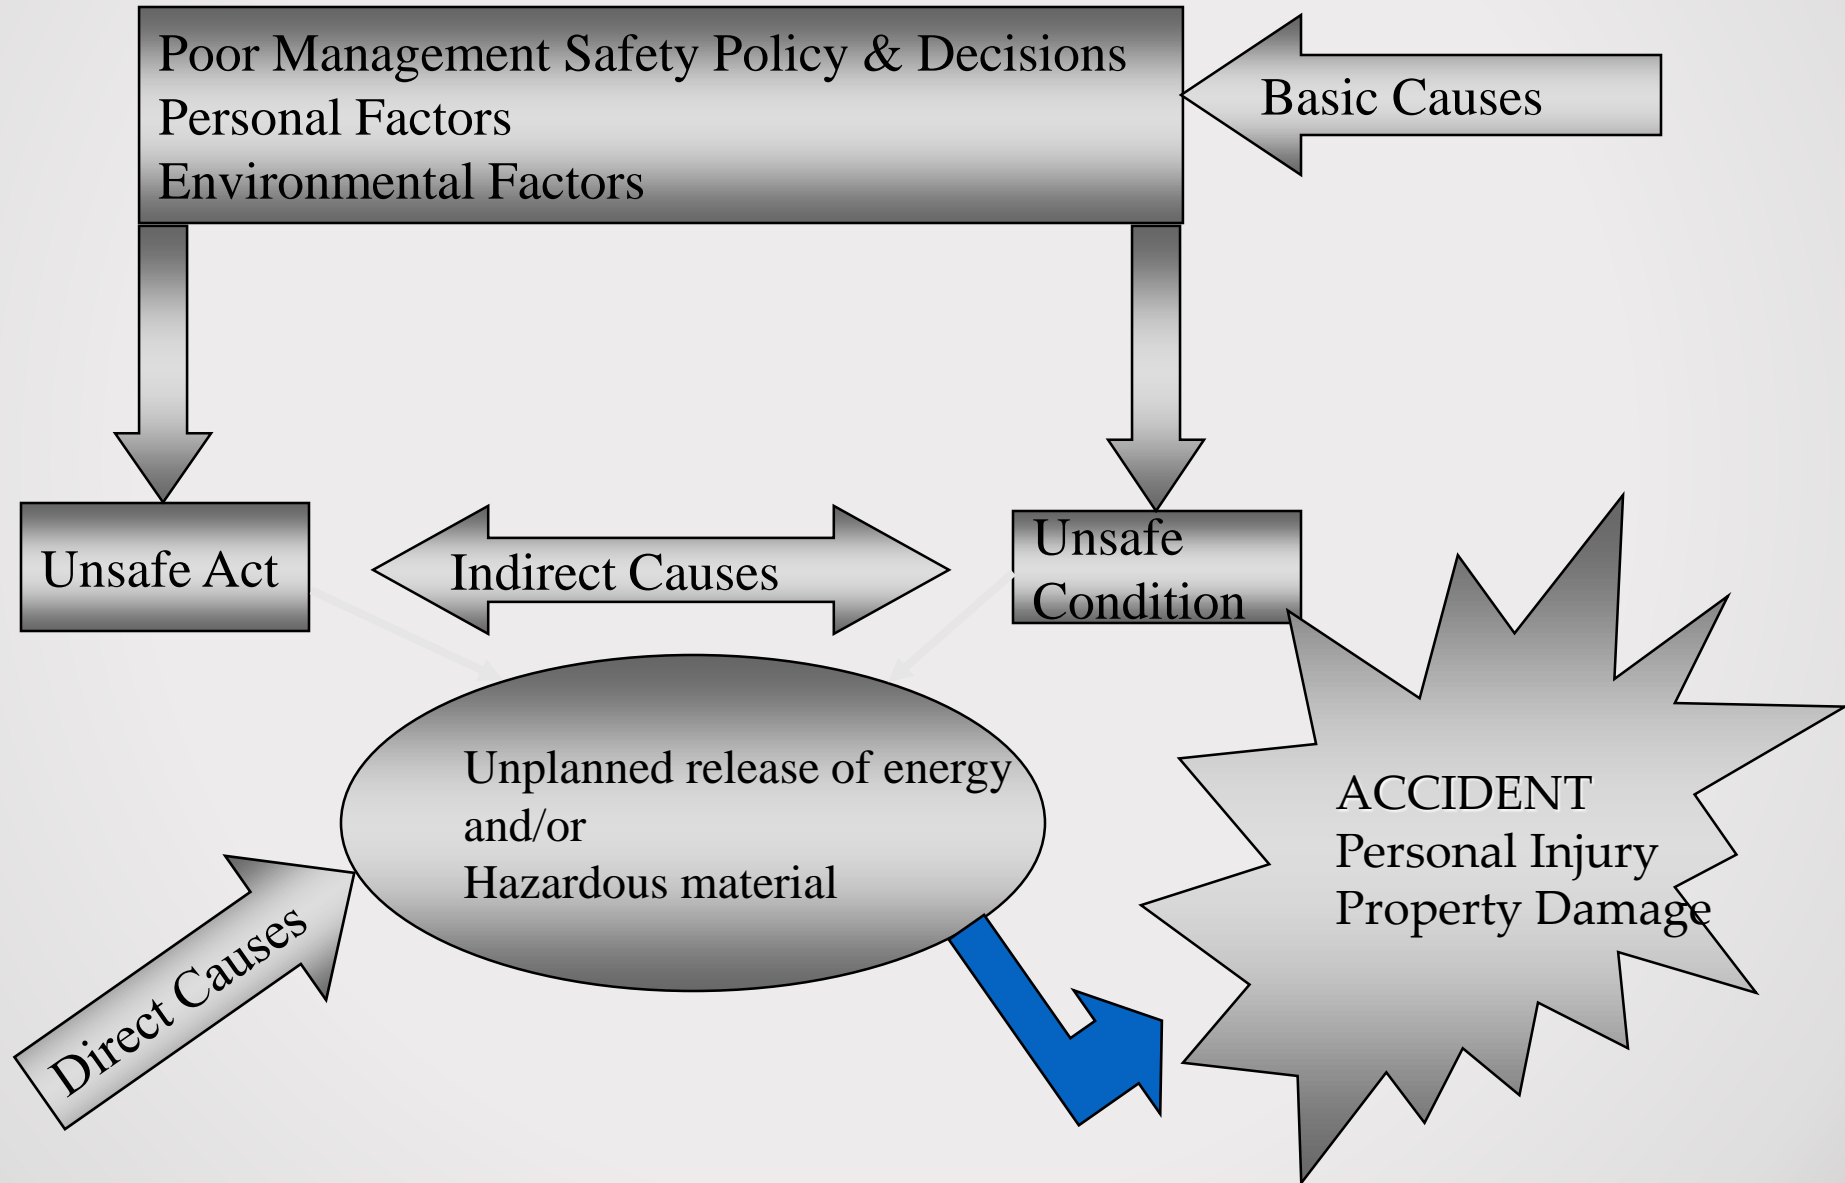 Poor Management Safety Policy & Decisions
Personal Factors
Environmental Factors
Basic Causes
Unsafe Act
Indirect Causes
Unsafe
Condition
Unplanned release of energy
and/or
Hazardous material
Direct Causes
ACCIDENT
Personal Injury
Property Damage